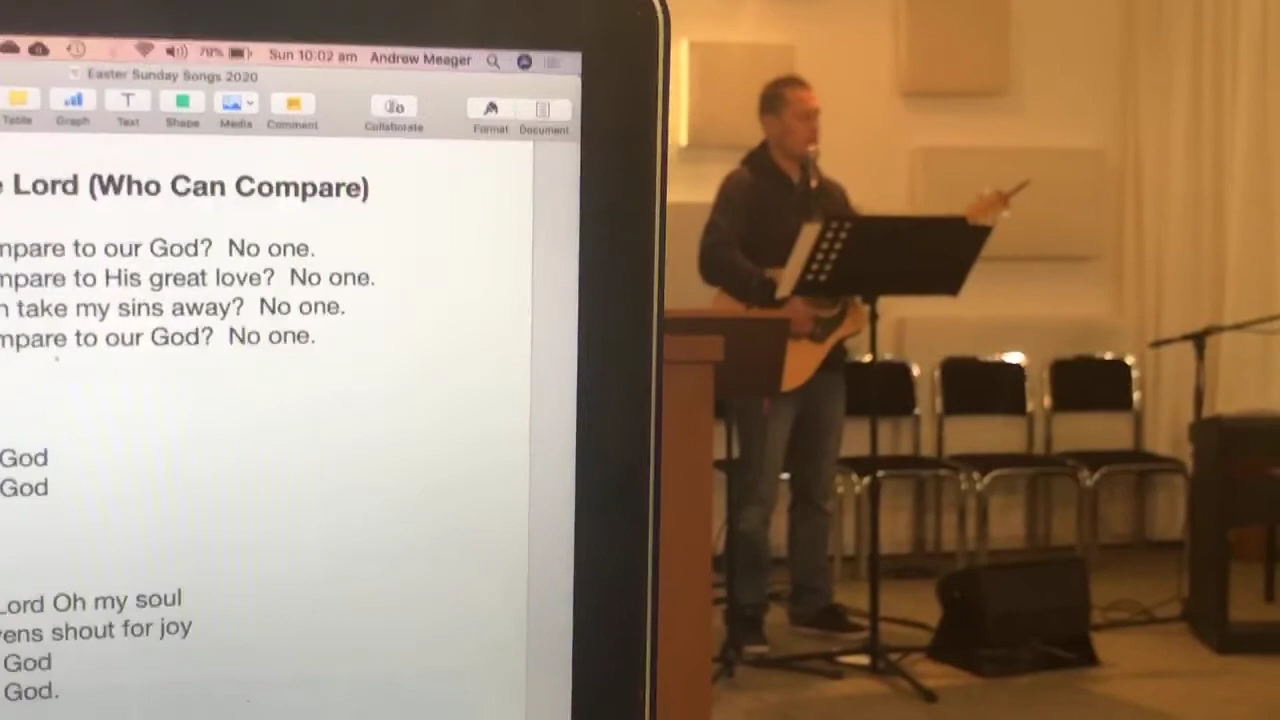 70% Sun 10:02 am Andrew Meager
Easter Sunday Songs 2020
Table Graph Text Shape Media Comment Collaborate Format Document
Lord (Who Can Compare)
mpare to our God? No one.
mpare to His great love? No one.
n take my sins away? No one.
mpare to our God? No one.
God
God
Lord Oh my soul
vens shout for joy
God
God.